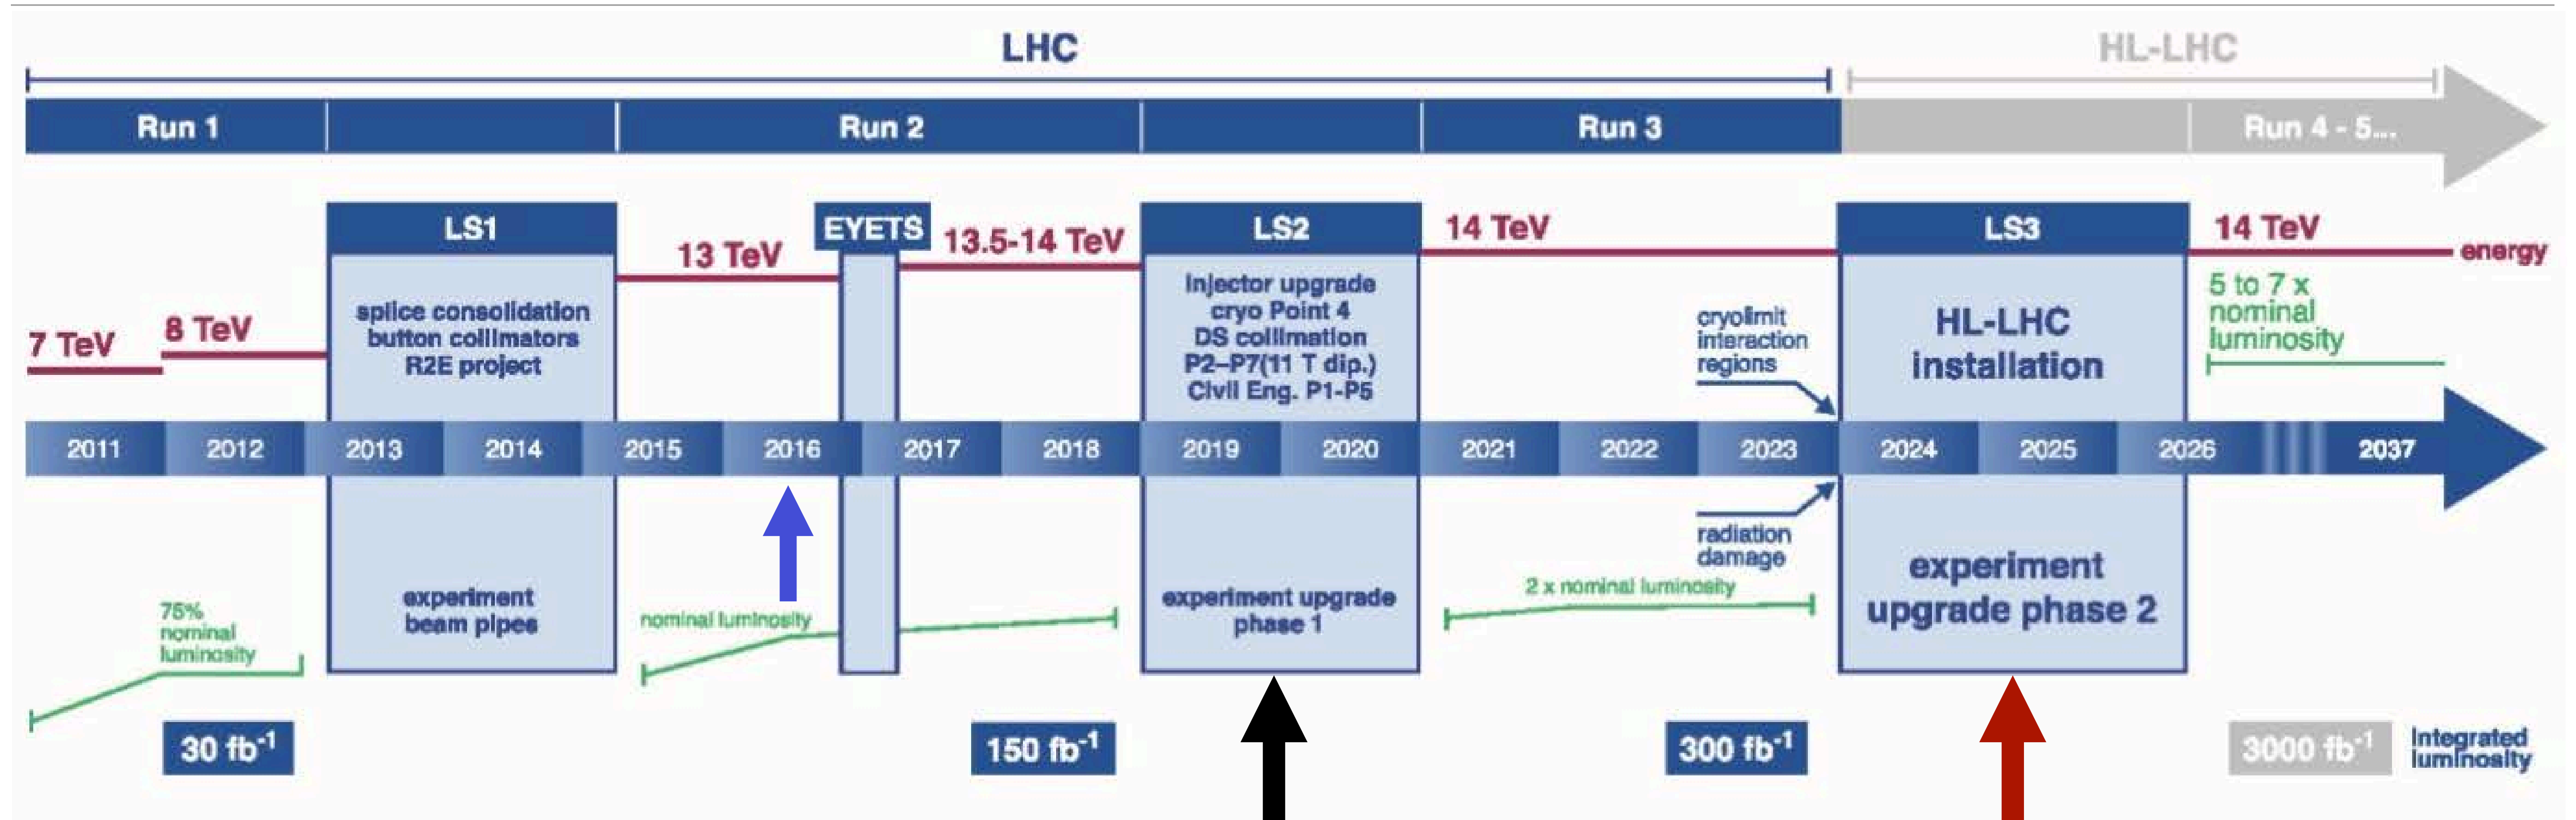 LHC
HL-LHC
Run 1
Run 2
Run 3
Run 4 - 5...
LS1
EYETS
LS2
LS3
7 TeV
8 TeV
13 TeV
13.5-14 TeV
14 TeV
14 TeV
energy
splice consolidation
button collimators
R2E project
Injector upgrade
cryo Point 4
DS collimation
P2–P7(11 T dip.)
Civil Eng. P1-P5
cryolimit
interaction
regions
HL-LHC
installation
5 to 7 x
nominal
luminosity
2011
2012
2013
2014
2015
2016
2017
2018
2019
2020
2021
2022
2023
2024
2025
2026
2037
radiation
damage
75%
nominal
luminosity
experiment
beam pipes
nominal luminosity
experiment upgrade
phase 1
2 x nominal luminosity
experiment
upgrade phase 2
30 fb⁻¹
150 fb⁻¹
300 fb⁻¹
3000 fb⁻¹
Integrated
luminosity